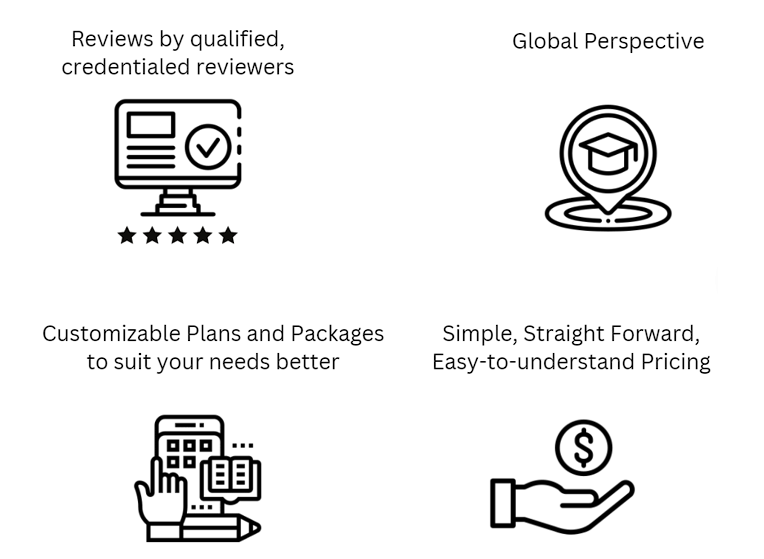 Reviews by qualified,
credentialed reviewers
Global Perspective
Customizable Plans and Packages
to suit your needs better
Simple, Straight Forward,
Easy-to-understand Pricing
$